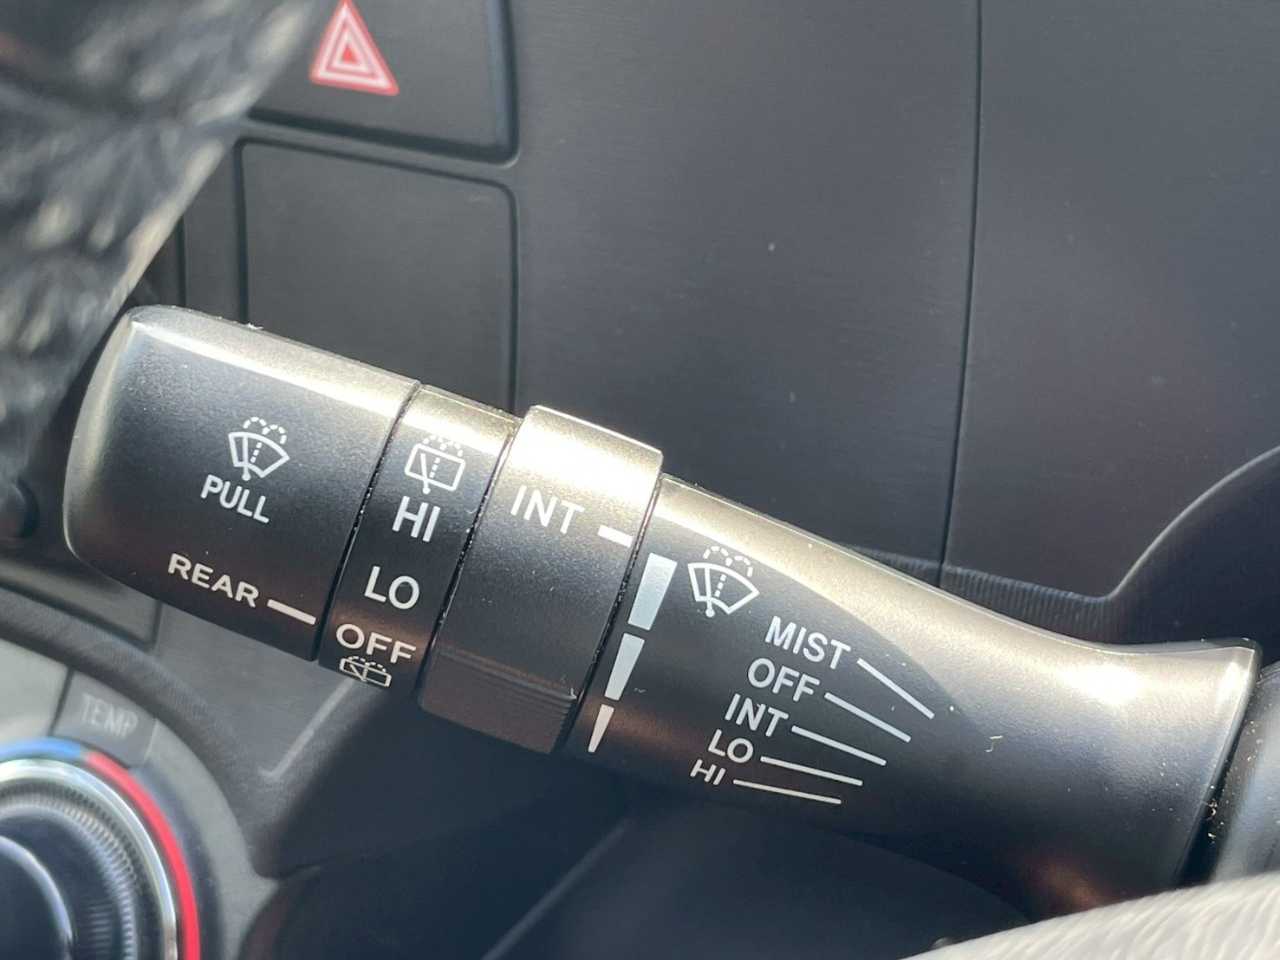 PULL
REAR
HI
LO
OFF
INT
MIST
OFF
INT
LO
HI
TEMP